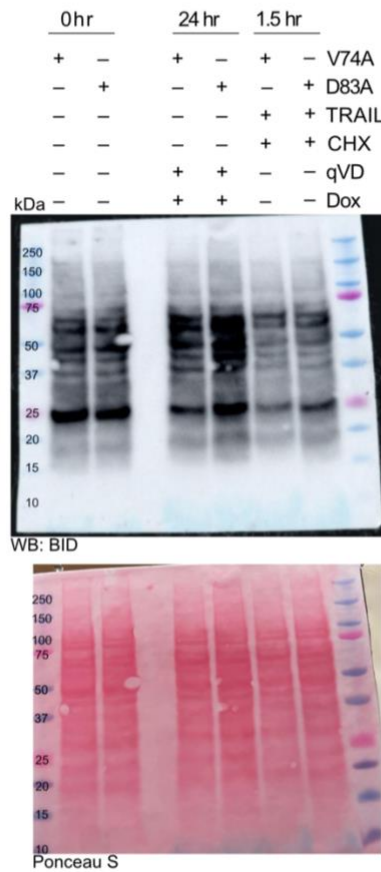 0 hr 24 hr 1.5 hr
+ – + – + – V74A
– + – + – + D83A
– – – – + + TRAIL
– – – – + + CHX
– – + + – – qVD
– – + + – – Dox
kDa
250
150
100
75
50
37
25
20
15
10
WB: BID
250
150
100
75
50
37
25
20
15
10
Ponceau S